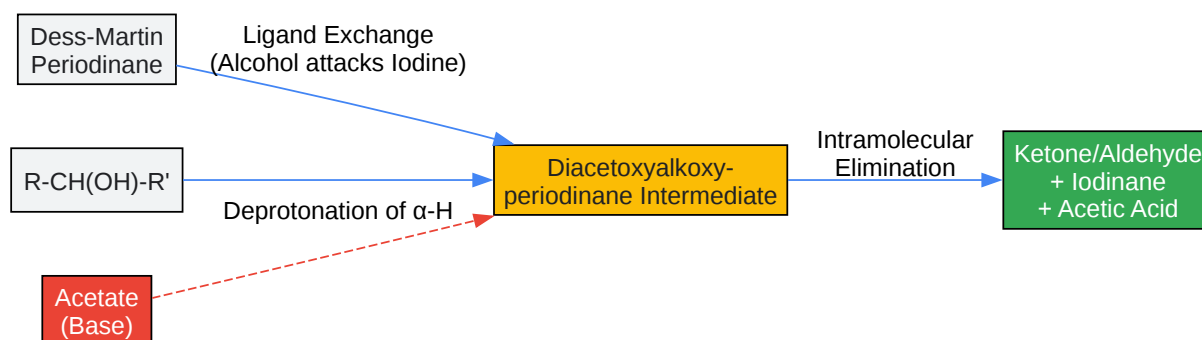 Dess-Martin
Periodinane
Ligand Exchange
(Alcohol attacks Iodine)
R-CH(OH)-R'
Deprotonation of α-H
Acetate
(Base)
Diacetoxyalkoxy-
periodinane Intermediate
Intramolecular
Elimination
Ketone/Aldehyde
+ Iodinane
+ Acetic Acid